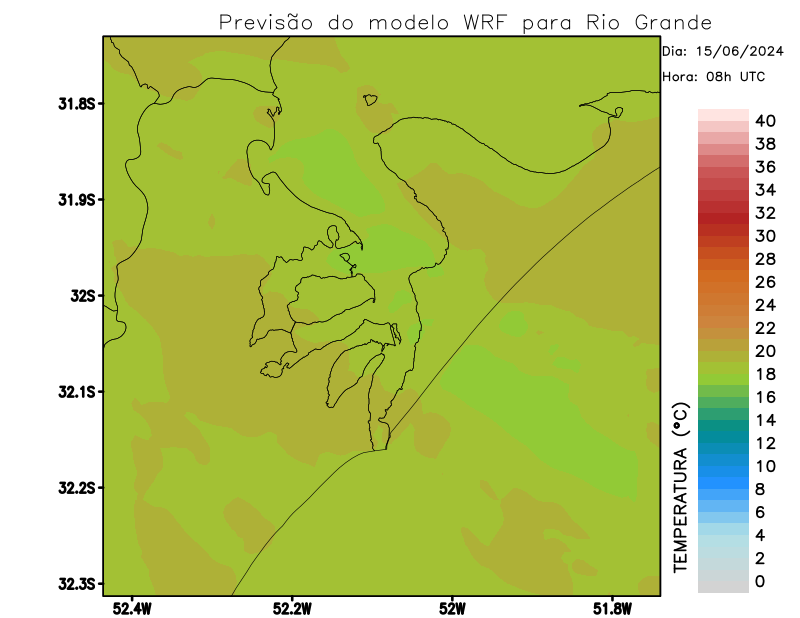 Previsão do modelo WRF para Rio Grande
Dia: 15/06/2024
Hora: 08h UTC
31.8S
31.9S
32S
32.1S
32.2S
32.3S
52.4W
52.2W
52W
51.8W
TEMPERATURA (°C)
40
38
36
34
32
30
28
26
24
22
20
18
16
14
12
10
8
6
4
2
0